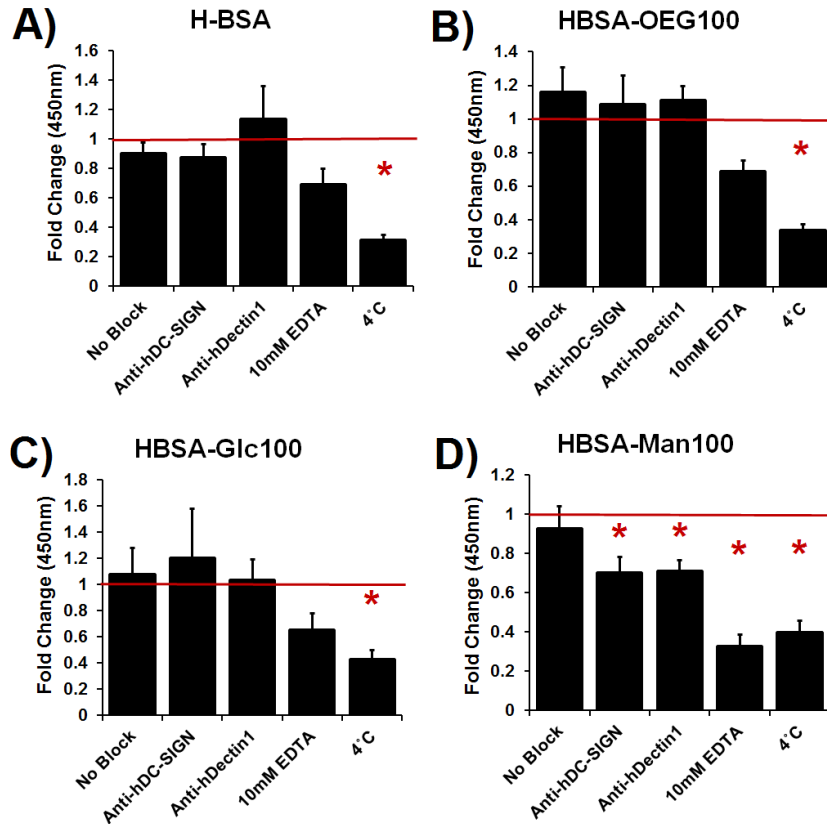 A)
H-BSA
Fold Change (450nm)
1.6
1.4
1.2
1
0.8
0.6
0.4
0.2
0
*
No Block
Anti-hDC-SIGN
Anti-hDectin1
10mM EDTA
4˚C
B)
HBSA-OEG100
Fold Change (450nm)
1.4
1.2
1
0.8
0.6
0.4
0.2
0
*
No Block
Anti-hDC-SIGN
Anti-hDectin1
10mM EDTA
4˚C
C)
HBSA-Glc100
Fold Change (450nm)
1.8
1.6
1.4
1.2
1
0.8
0.6
0.4
0.2
0
*
No Block
Anti-hDC-SIGN
Anti-hDectin1
10mM EDTA
4˚C
D)
HBSA-Man100
Fold Change (450nm)
1.2
1
0.8
0.6
0.4
0.2
0
* * * *
No Block
Anti-hDC-SIGN
Anti-hDectin1
10mM EDTA
4˚C